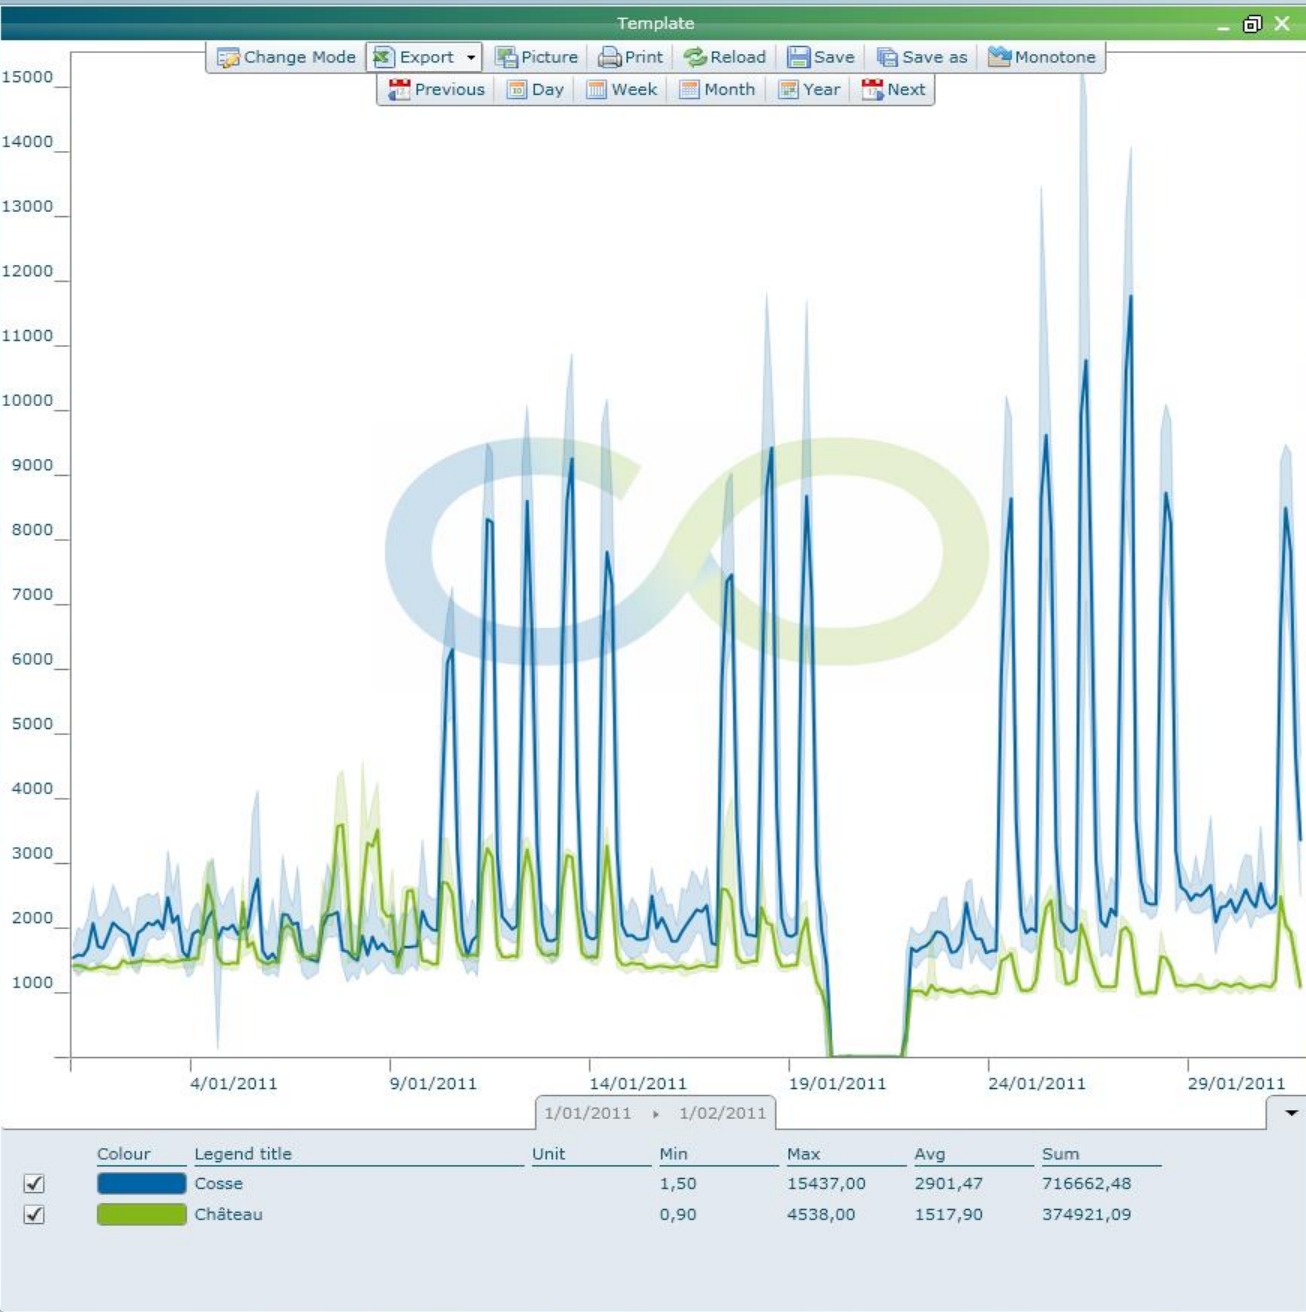 Template
Change Mode Export Picture Print Reload Save Save as Monotone
Previous Day Week Month Year Next
15000
14000
13000
12000
11000
10000
9000
8000
7000
6000
5000
4000
3000
2000
1000
4/01/2011 9/01/2011 14/01/2011 19/01/2011 24/01/2011 29/01/2011
1/01/2011 1/02/2011
Colour Legend title Unit Min Max Avg Sum
Cosse 1,50 15437,00 2901,47 716662,48
Château 0,90 4538,00 1517,90 374921,09